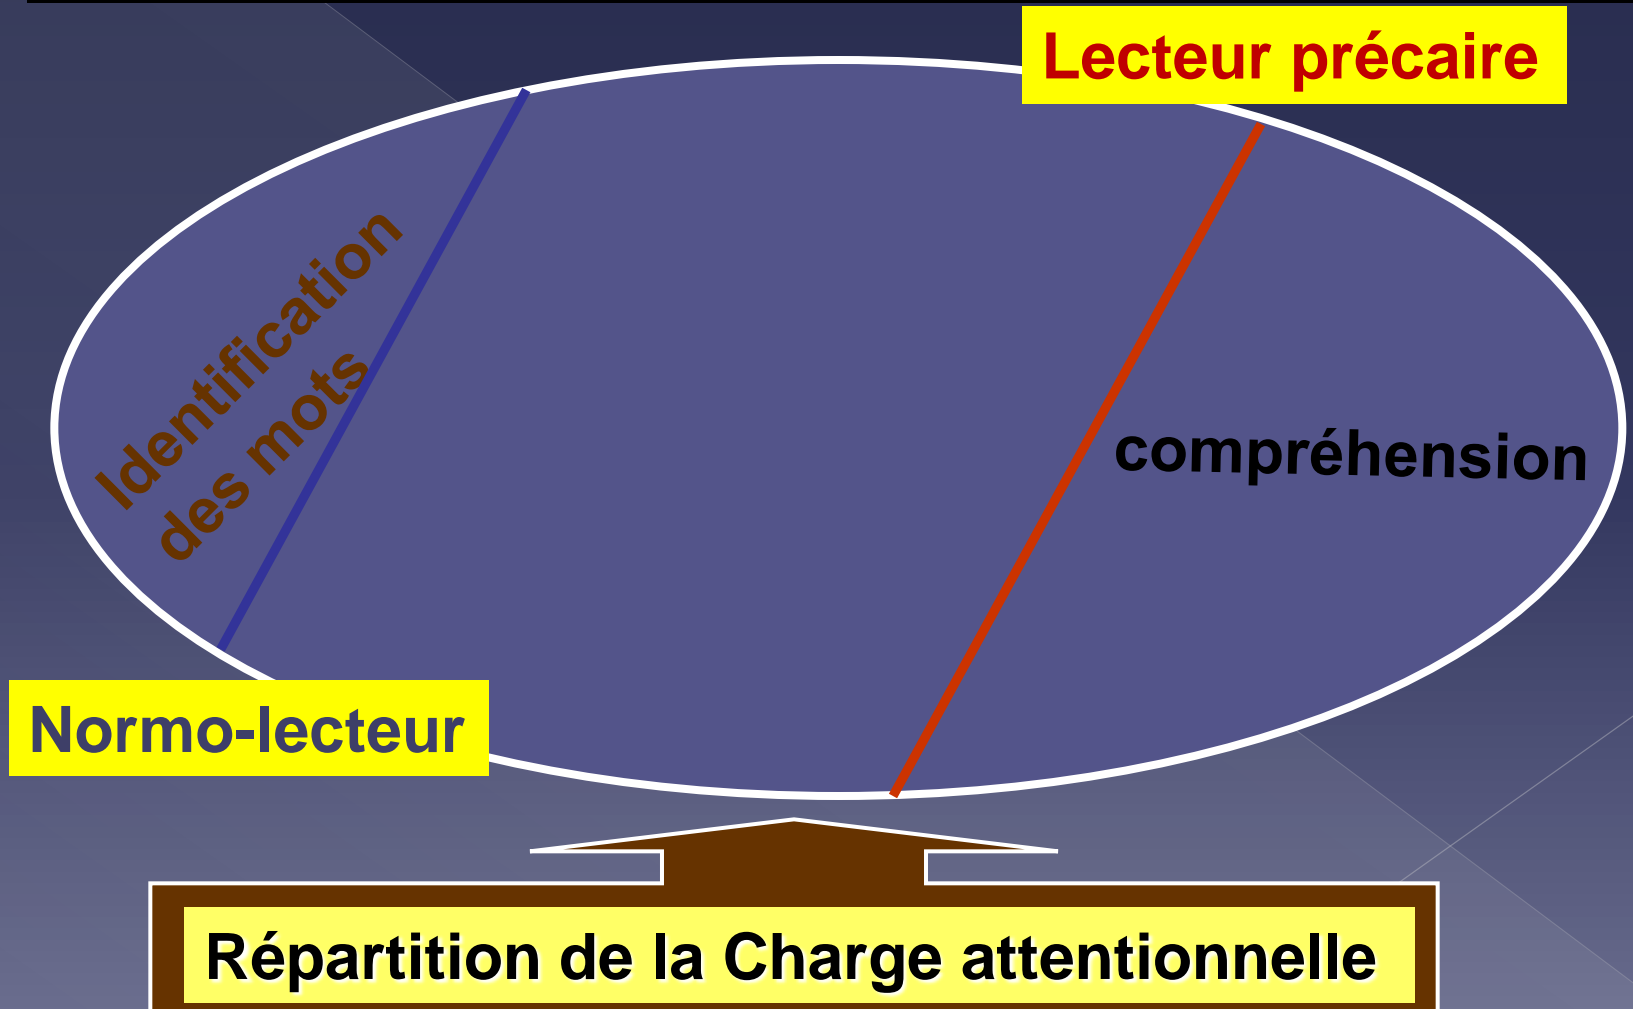 Lecteur précaire
Identification
des mots
compréhension
Normo-lecteur
Répartition de la Charge attentionnelle